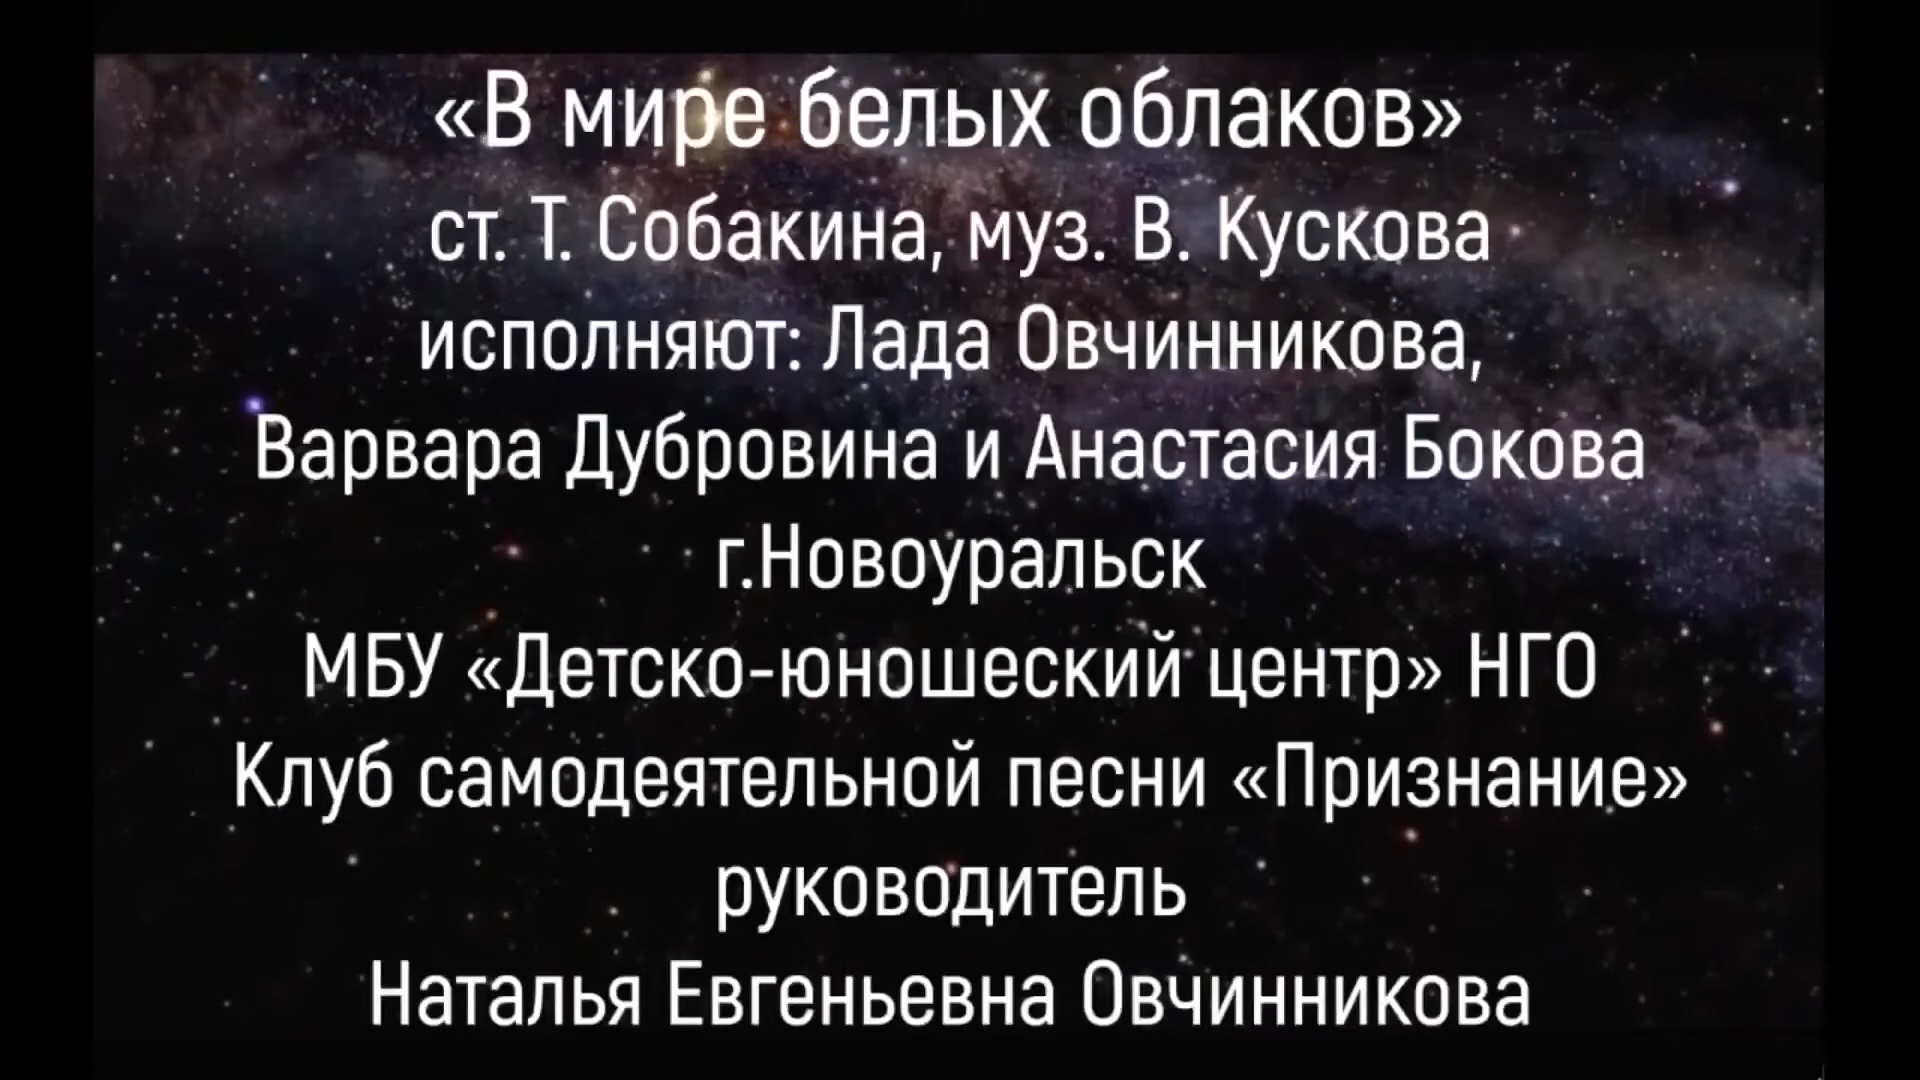 «В мире белых облаков»
ст. Т. Собакина, муз. В. Кускова
исполняют: Лада Овчинникова,
Варвара Дубровина и Анастасия Бокова
г.Новоуральск
МБУ «Детско-юношеский центр» НГО
Клуб самодеятельной песни «Признание»
руководитель
Наталья Евгеньевна Овчинникова